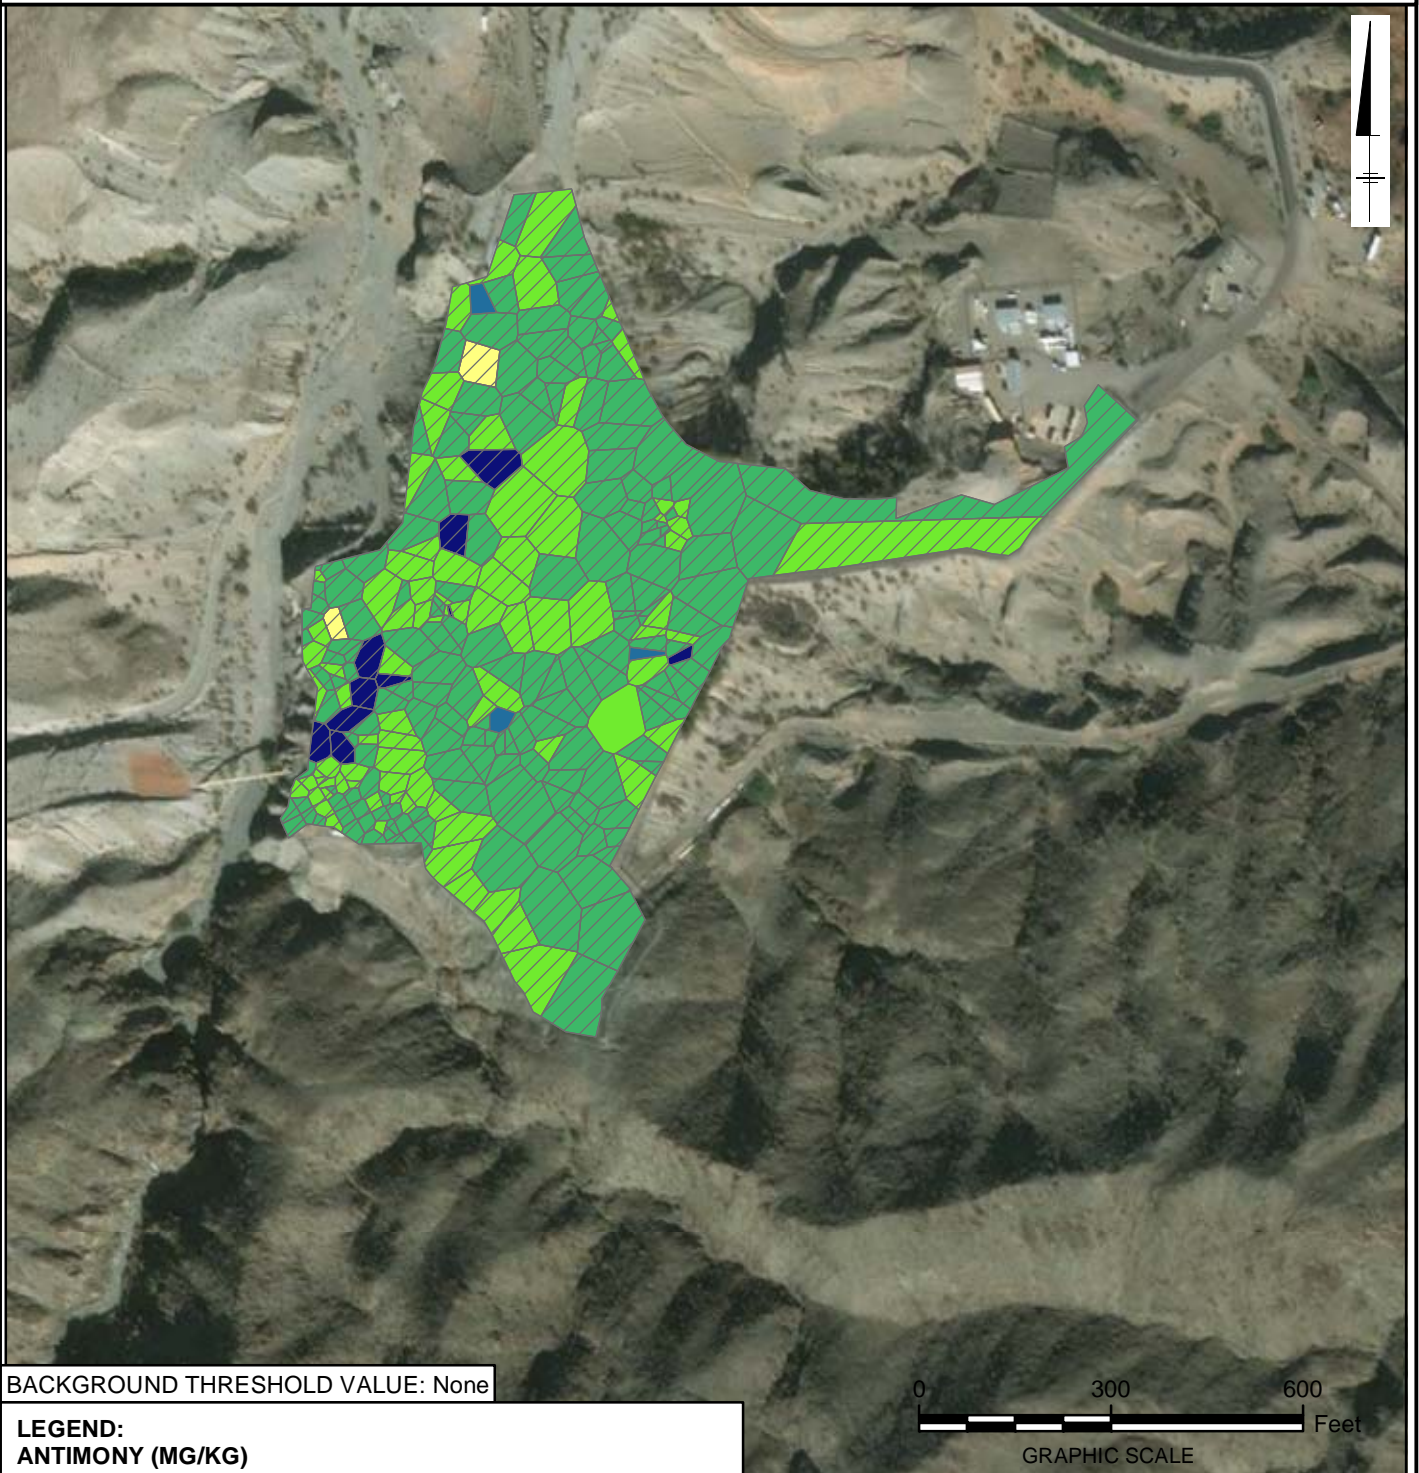 BACKGROUND THRESHOLD VALUE: None
LEGEND:
ANTIMONY (MG/KG)
0 300 600
Feet
GRAPHIC SCALE